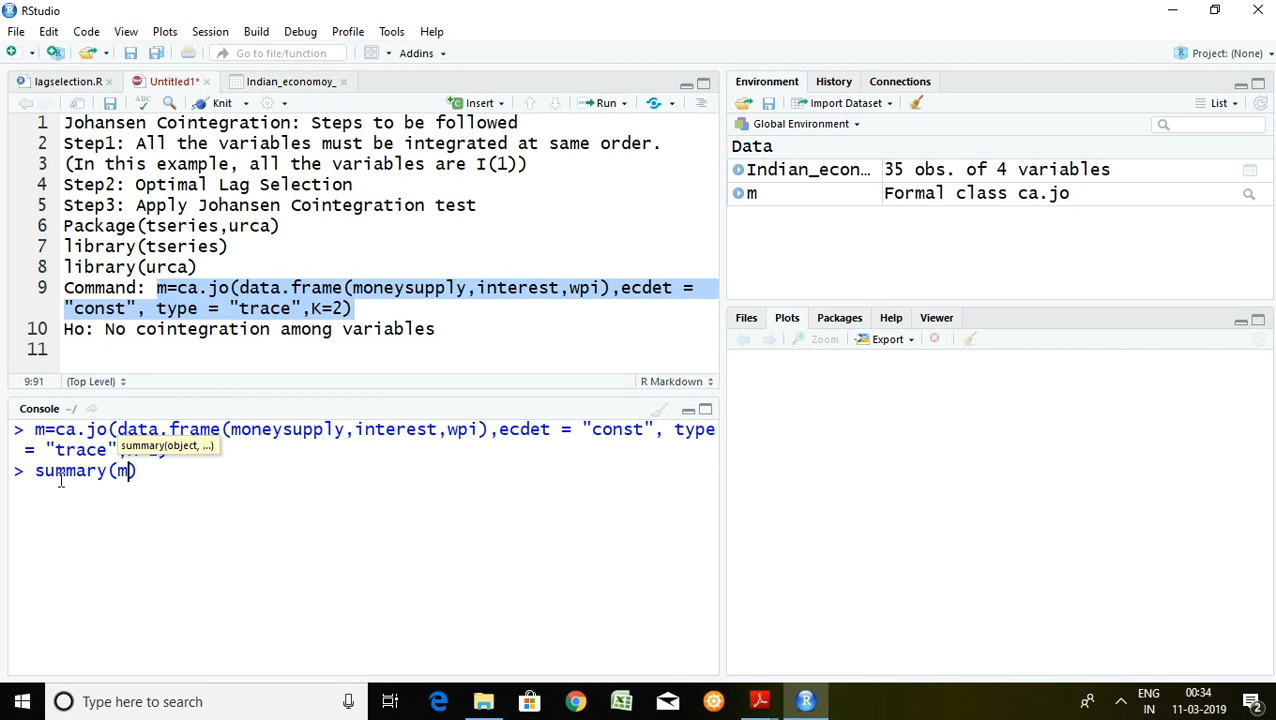 RStudio
File Edit Code View Plots Session Build Debug Profile Tools Help
Go to file/function Addins Project: (None)
lagselection.R Untitled1* Indian_economoy_
ABC Knit Insert Run
1 Johansen Cointegration: Steps to be followed
2 Step1: All the variables must be integrated at same order.
3 (In this example, all the variables are I(1))
4 Step2: Optimal Lag Selection
5 Step3: Apply Johansen Cointegration test
6 Package(tseries,urca)
7 library(tseries)
8 library(urca)
9 Command: m=ca.jo(data.frame(moneysupply,interest,wpi),ecdet =
"const", type = "trace",K=2)
10 Ho: No cointegration among variables
11
9:91 (Top Level) R Markdown
Console ~/
> m=ca.jo(data.frame(moneysupply,interest,wpi),ecdet = "const", type
= "trace",
summary(object, ...)
> summary(m)
Environment History Connections
Import Dataset List
Global Environment
Data
Indian_econ… 35 obs. of 4 variables
m Formal class ca.jo
Files Plots Packages Help Viewer
Zoom Export
Type here to search
ENG 00:34
IN 11-03-2019 2